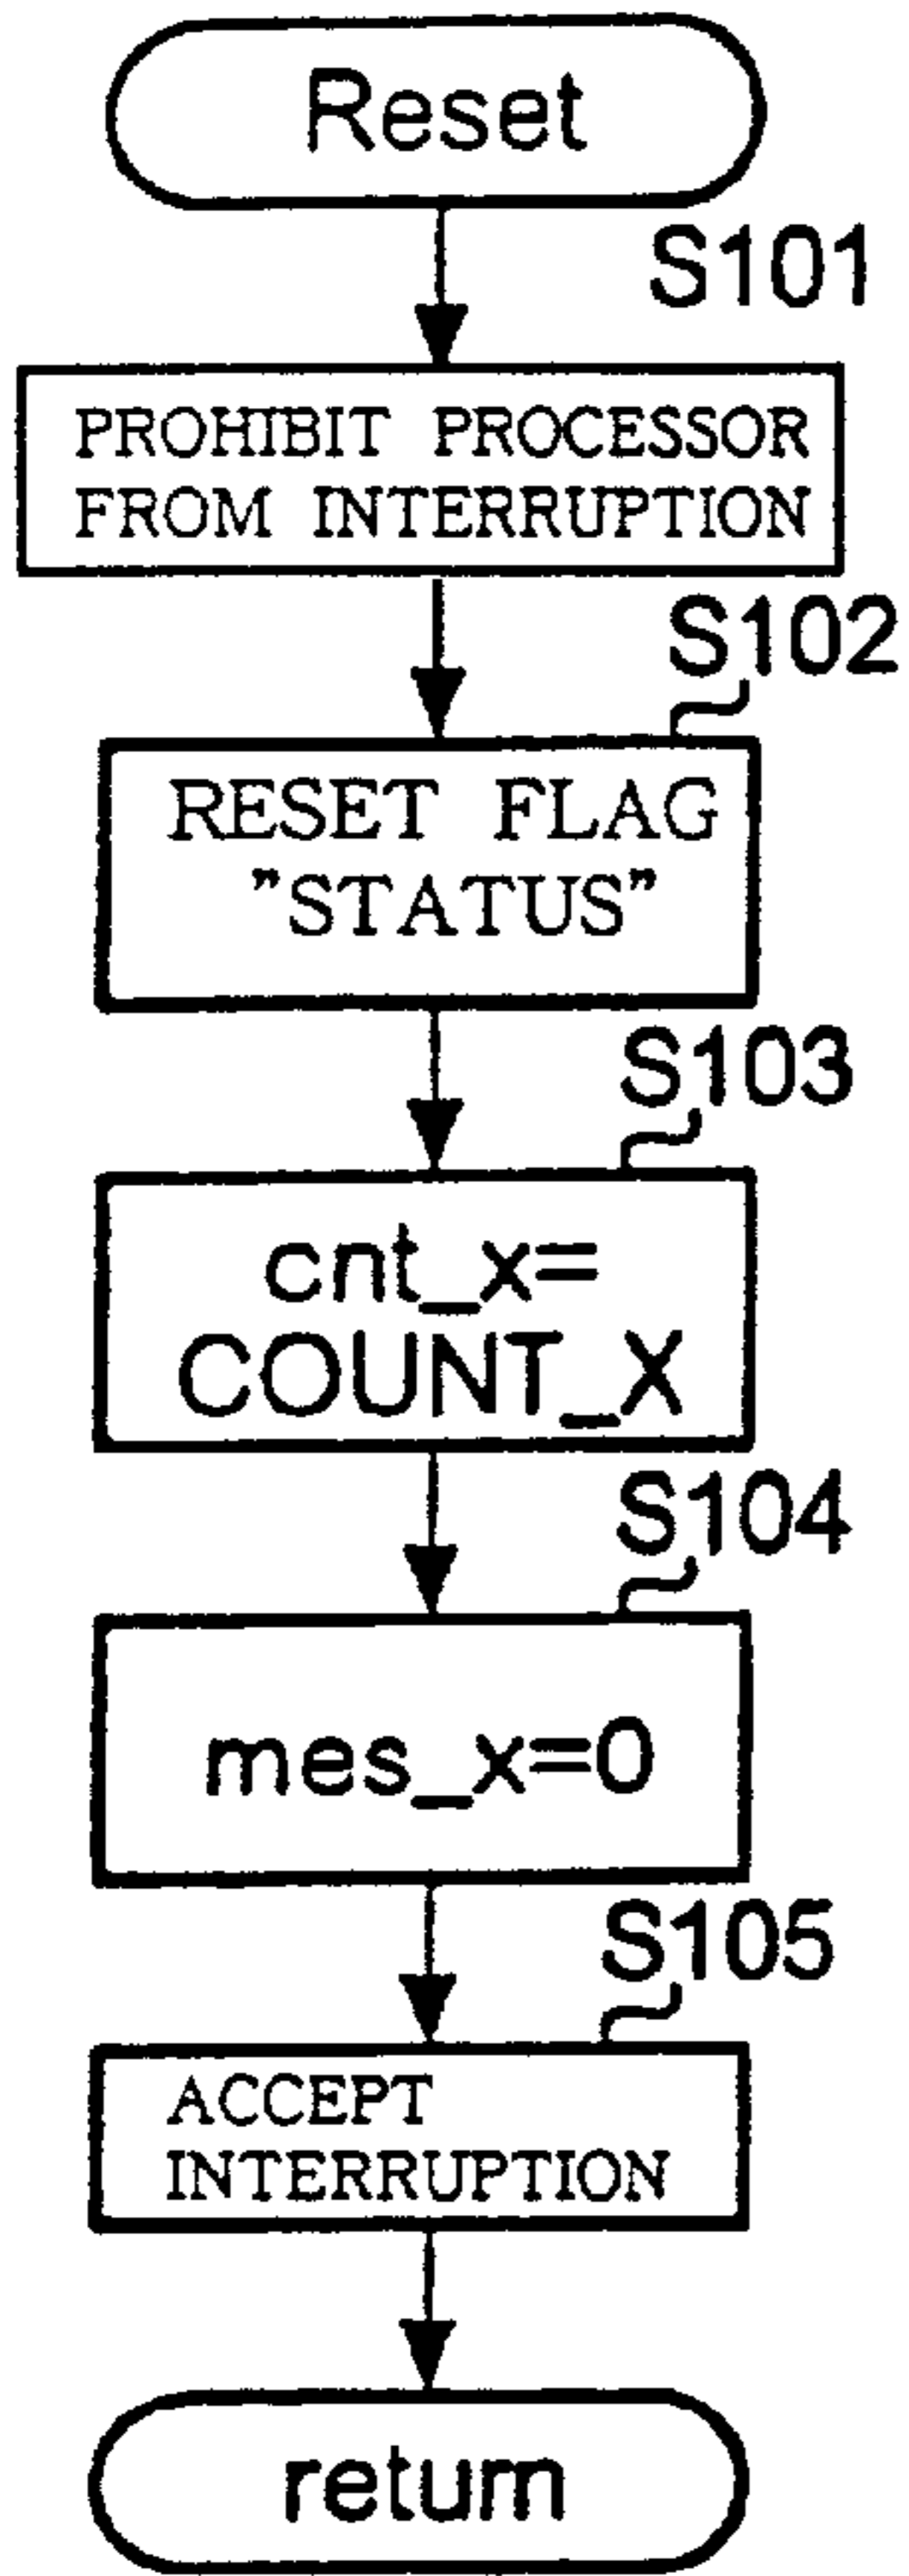 Reset
S101
PROHIBIT PROCESSOR
FROM INTERRUPTION
S102
RESET FLAG
"STATUS"
S103
cnt_x=
COUNT_X
S104
mes_x=0
S105
ACCEPT
INTERRUPTION
return